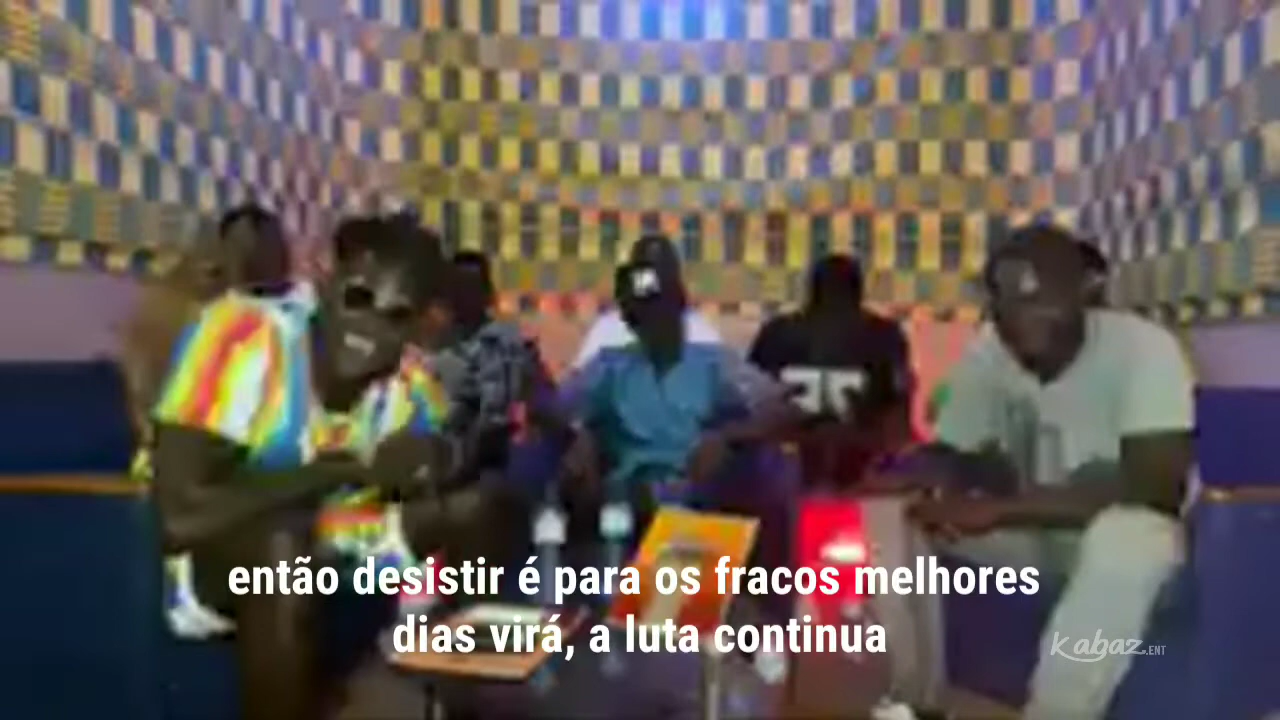 então desistir é para os fracos melhores
dias virá, a luta continua
Kabaz.ENT